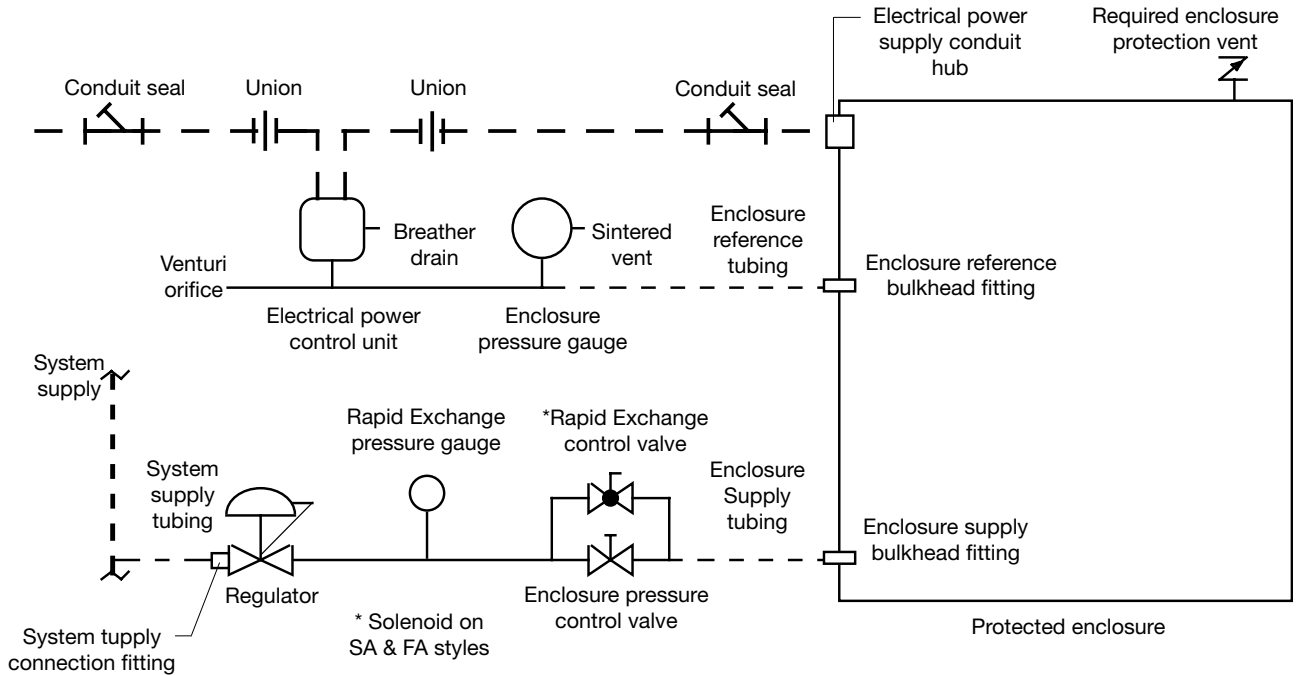 Electrical power
supply conduit
hub
Required enclosure
protection vent
Conduit seal
Union
Union
Conduit seal
Breather
drain
Sintered
vent
Enclosure
reference
tubing
Venturi
orifice
Enclosure reference
bulkhead fitting
Electrical power
control unit
Enclosure
pressure gauge
System
supply
Rapid Exchange
pressure gauge
*Rapid Exchange
control valve
System
supply
tubing
Enclosure
Supply
tubing
Enclosure supply
bulkhead fitting
Regulator
Enclosure pressure
control valve
* Solenoid on
SA & FA styles
System tupply
connection fitting
Protected enclosure